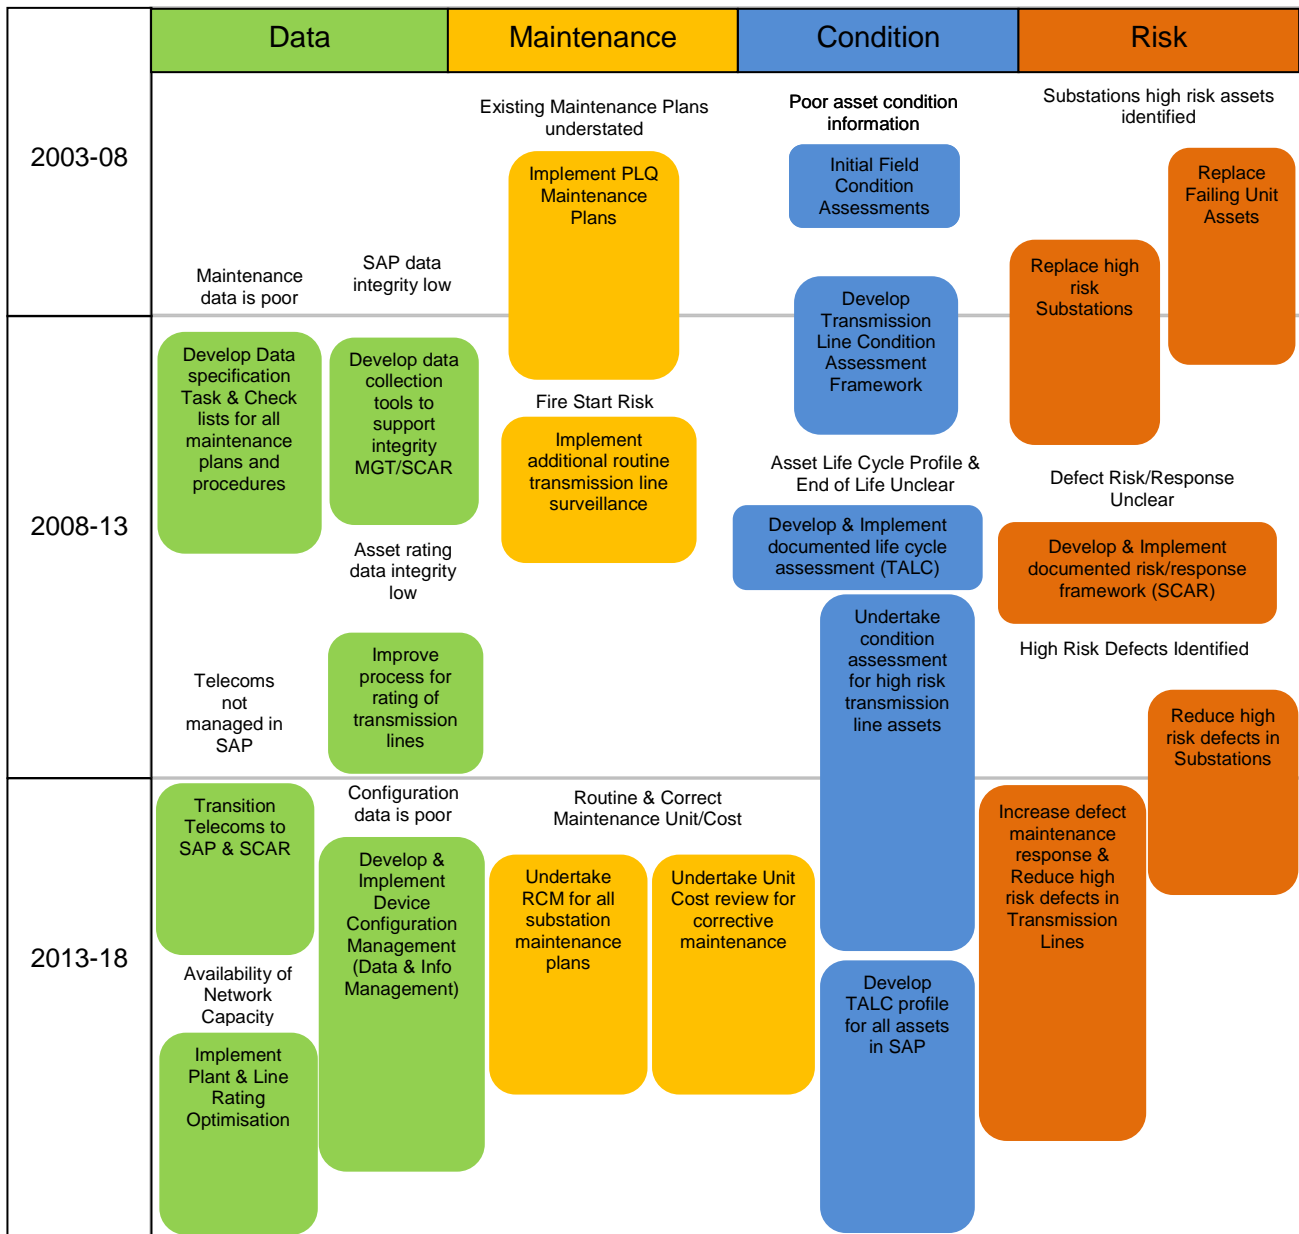 Data
Maintenance
Condition
Risk
2003-08
Existing Maintenance Plans
understated
Poor asset condition
information
Substations high risk assets
identified
Implement PLQ
Maintenance
Plans
Initial Field
Condition
Assessments
Replace
Failing Unit
Assets
Maintenance
data is poor
SAP data
integrity low
Develop
Transmission
Line Condition
Assessment
Framework
Replace high
risk
Substations
2008-13
Develop Data
specification
Task & Check
lists for all
maintenance
plans and
procedures
Develop data
collection
tools to
support
integrity
MGT/SCAR
Fire Start Risk
Implement
additional routine
transmission line
surveillance
Asset Life Cycle Profile &
End of Life Unclear
Defect Risk/Response
Unclear
Develop & Implement
documented life cycle
assessment (TALC)
Develop & Implement
documented risk/response
framework (SCAR)
Asset rating
data integrity
low
Undertake
condition
assessment
for high risk
transmission
line assets
High Risk Defects Identified
Telecoms
not
managed in
SAP
Improve
process for
rating of
transmission
lines
Reduce high
risk defects in
Substations
2013-18
Transition
Telecoms to
SAP & SCAR
Configuration
data is poor
Routine & Correct
Maintenance Unit/Cost
Increase defect
maintenance
response &
Reduce high
risk defects in
Transmission
Lines
Develop &
Implement
Device
Configuration
Management
(Data & Info
Management)
Undertake
RCM for all
substation
maintenance
plans
Undertake Unit
Cost review for
corrective
maintenance
Availability of
Network
Capacity
Develop
TALC profile
for all assets
in SAP
Implement
Plant & Line
Rating
Optimisation